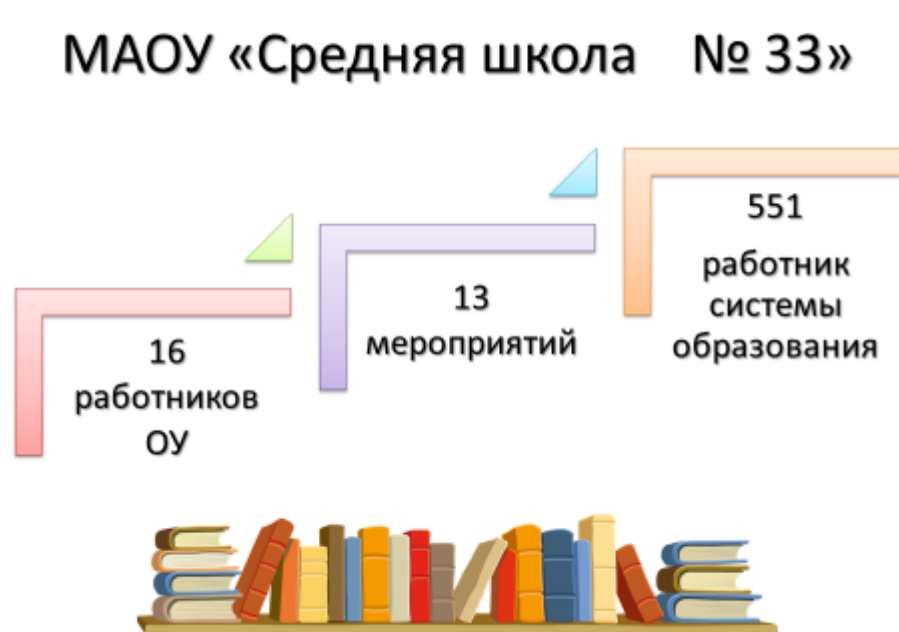 МАОУ «Средняя школа № 33»
16
работников
ОУ
13
мероприятий
551
работник
системы
образования